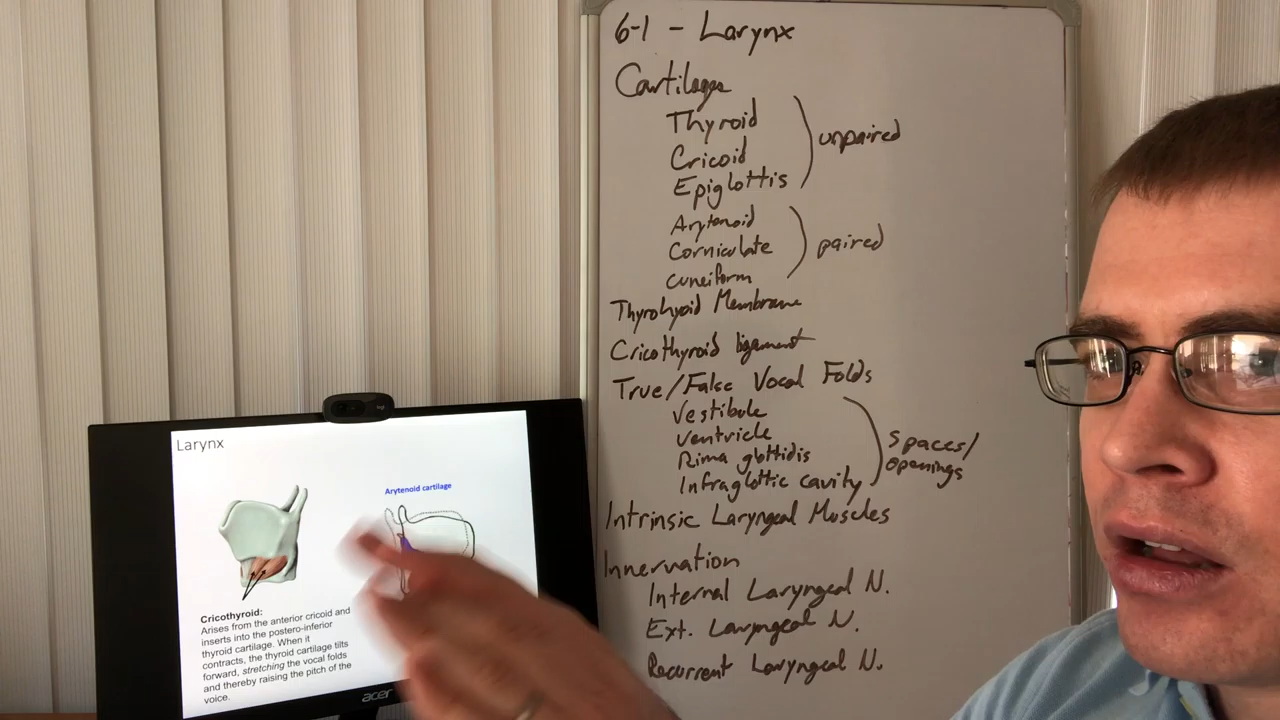 6-1 - Larynx
Cartilages
Thyroid
Cricoid
Epiglottis
unpaired
Arytenoid
Corniculate
cuneiform
paired
Thyrohyoid Membrane
Cricothyroid ligament
True/False Vocal Folds
Vestibule
Ventricle
Rima glottidis
Infraglottic cavity
spaces/
openings
Intrinsic Laryngeal Muscles
Innervation
Internal Laryngeal N.
Ext. Laryngeal N.
Recurrent Laryngeal N.
Larynx
Arytenoid cartilage
Cricothyroid:
Arises from the anterior cricoid and
inserts into the postero-inferior
thyroid cartilage. When it
contracts, the thyroid cartilage tilts
forward, stretching the vocal folds
and thereby raising the pitch of the
voice.
acer